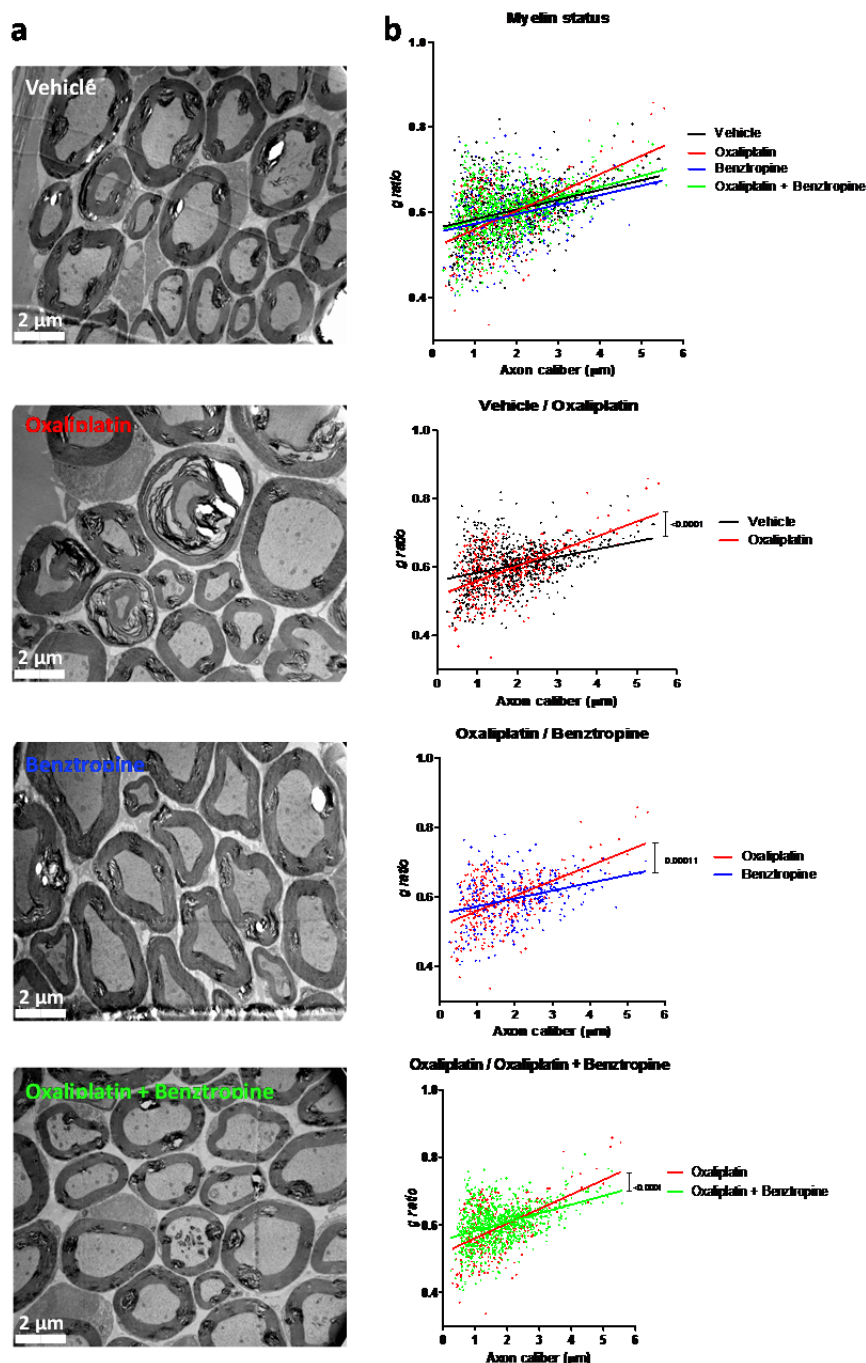 a
b
Vehicle
2 µm
Myelin status
1.0
0.8
0.6
0.4
g ratio
0 1 2 3 4 5 6
Axon caliber (µm)
Vehicle
Oxaliplatin
Benztropine
Oxaliplatin + Benztropine
Oxaliplatin
2 µm
Vehicle / Oxaliplatin
1.0
0.8
0.6
0.4
g ratio
0 1 2 3 4 5 6
Axon caliber (µm)
<0.0001
Vehicle
Oxaliplatin
Benztropine
2 µm
Oxaliplatin / Benztropine
1.0
0.8
0.6
0.4
g ratio
0 1 2 3 4 5 6
Axon caliber (µm)
0.00011
Oxaliplatin
Benztropine
Oxaliplatin + Benztropine
2 µm
Oxaliplatin / Oxaliplatin + Benztropine
1.0
0.8
0.6
0.4
g ratio
0 1 2 3 4 5 6
Axon caliber (µm)
<0.0001
Oxaliplatin
Oxaliplatin + Benztropine